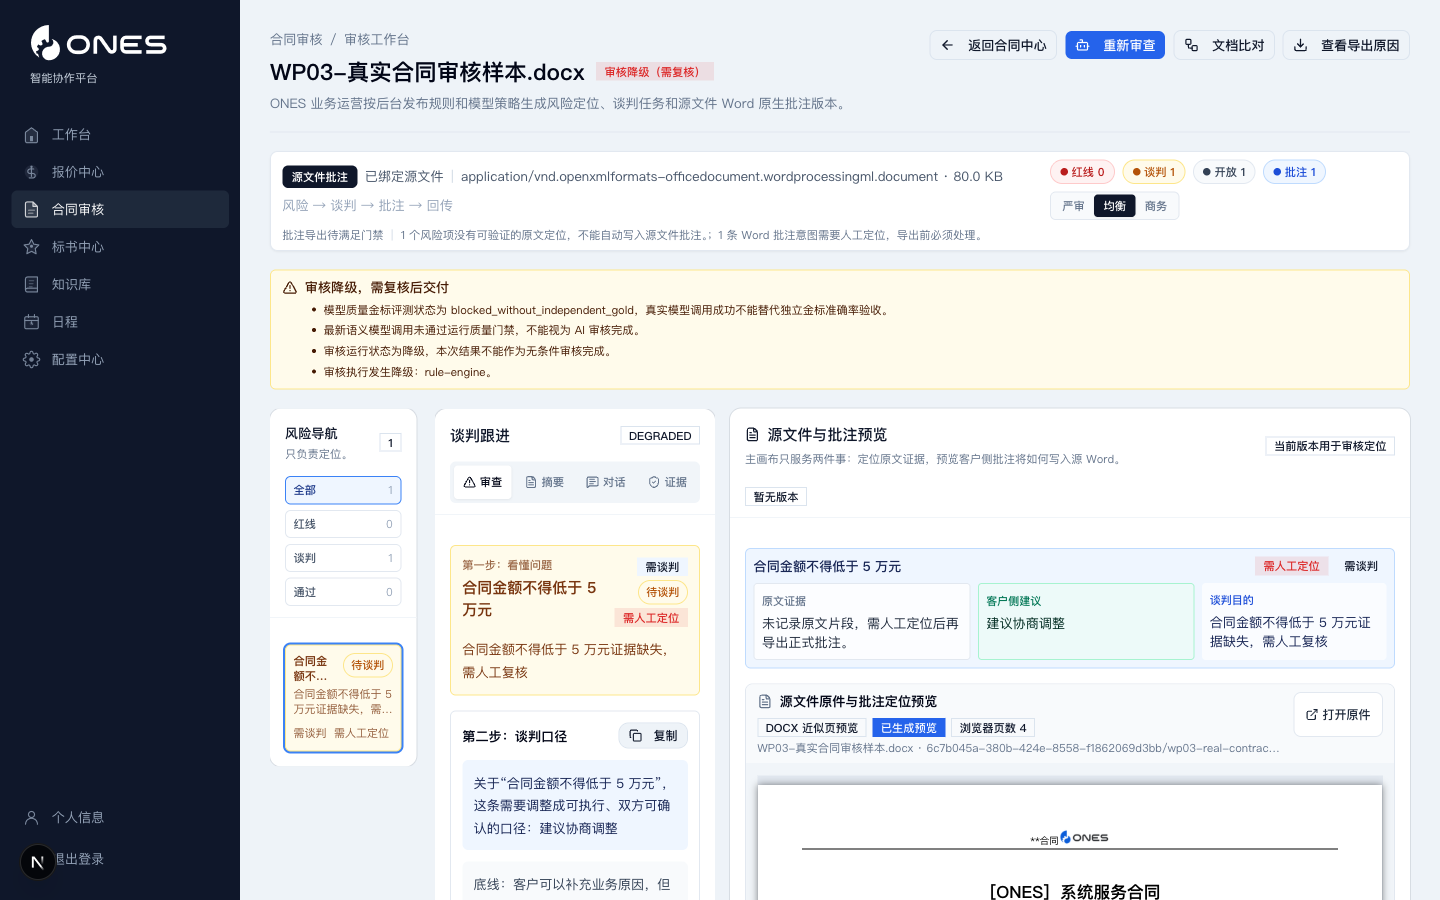 ONES
智能协作平台
工作台
报价中心
合同审核
标书中心
知识库
日程
配置中心
个人信息
N
退出登录
合同审核 / 审核工作台
WP03-真实合同审核样本.docx 审核降级（需复核）
ONES 业务运营按后台发布规则和模型策略生成风险定位、谈判任务和源文件 Word 原生批注版本。
返回合同中心
重新审查
文档比对
查看导出原因
源文件批注 已绑定源文件 application/vnd.openxmlformats-officedocument.wordprocessingml.document · 80.0 KB
风险 → 谈判 → 批注 → 回传
批注导出待满足门禁 1 个风险项没有可验证的原文定位，不能自动写入源文件批注。；1 条 Word 批注意图需要人工定位，导出前必须处理。
红线 0
谈判 1
开放 1
批注 1
严审 均衡 商务
审核降级，需复核后交付
• 模型质量金标评测状态为 blocked_without_independent_gold，真实模型调用成功不能替代独立金标准确率验收。
• 最新语义模型调用未通过运行质量门禁，不能视为 AI 审核完成。
• 审核运行状态为降级，本次结果不能作为无条件审核完成。
• 审核执行发生降级：rule-engine。
风险导航
只负责定位。
1
全部 1
红线 0
谈判 1
通过 0
合同金额不...
待谈判
合同金额不得低于 5
万元证据缺失，需...
需谈判 需人工定位
谈判跟进
DEGRADED
审查 摘要 对话 证据
第一步：看懂问题
合同金额不得低于 5
万元
需谈判
待谈判
需人工定位
合同金额不得低于 5 万元证据缺失，
需人工复核
第二步：谈判口径
复制
关于“合同金额不得低于 5 万元”，
这条需要调整成可执行、双方可确
认的口径：建议协商调整
底线：客户可以补充业务原因，但
源文件与批注预览
主画布只服务两件事：定位原文证据，预览客户侧批注将如何写入源 Word。
当前版本用于审核定位
暂无版本
合同金额不得低于 5 万元
需人工定位
需谈判
原文证据
未记录原文片段，需人工定位后再
导出正式批注。
客户侧建议
建议协商调整
谈判目的
合同金额不得低于 5 万元证
据缺失，需人工复核
源文件原件与批注定位预览
DOCX 近似页预览 已生成预览 浏览器页数 4
WP03-真实合同审核样本.docx · 6c7b045a-380b-424e-8558-f1862069d3bb/wp03-real-contrac...
打开原件
**合同 ONES
[ONES] 系统服务合同